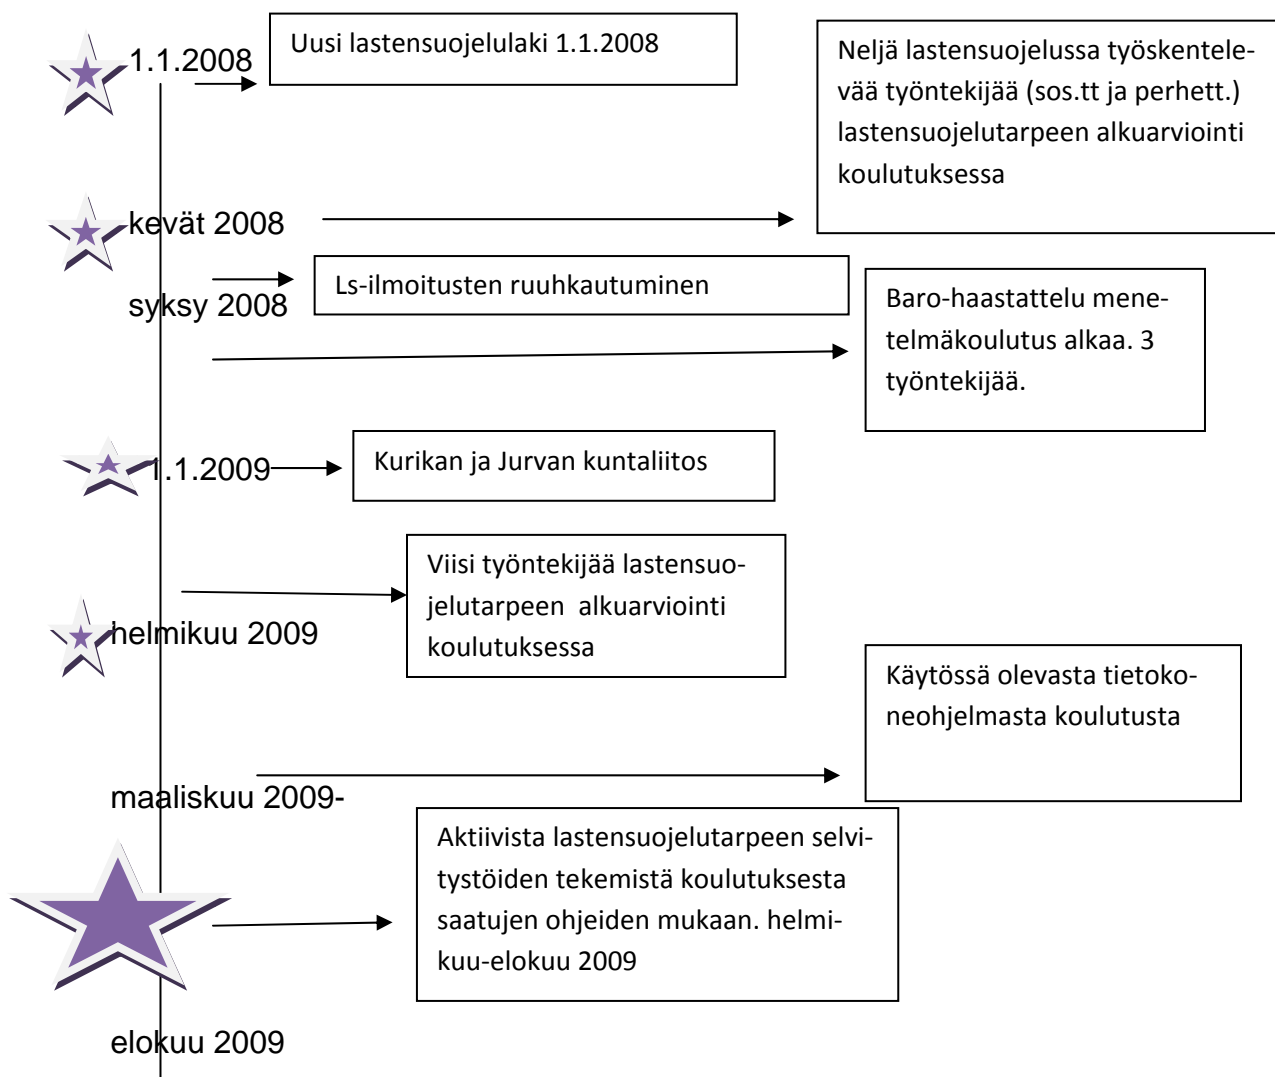 1.1.2008
Uusi lastensuojelulaki 1.1.2008
Neljä lastensuojelussa työskentele-
vää työntekijää (sos.tt ja perhett.)
lastensuojelutarpeen alkuarviointi
koulutuksessa
kevät 2008
Ls-ilmoitusten ruuhkautuminen
syksy 2008
Baro-haastattelu mene-
telmäkoulutus alkaa. 3
työntekijää.
1.1.2009
Kurikan ja Jurvan kuntaliitos
Viisi työntekijää lastensuo-
jelutarpeen alkuarviointi
koulutuksessa
helmikuu 2009
Käytössä olevasta tietoko-
neohjelmasta koulutusta
maaliskuu 2009-
Aktiivista lastensuojelutarpeen selvi-
tystöiden tekemistä koulutuksesta
saatujen ohjeiden mukaan. helmi-
kuu-elokuu 2009
elokuu 2009